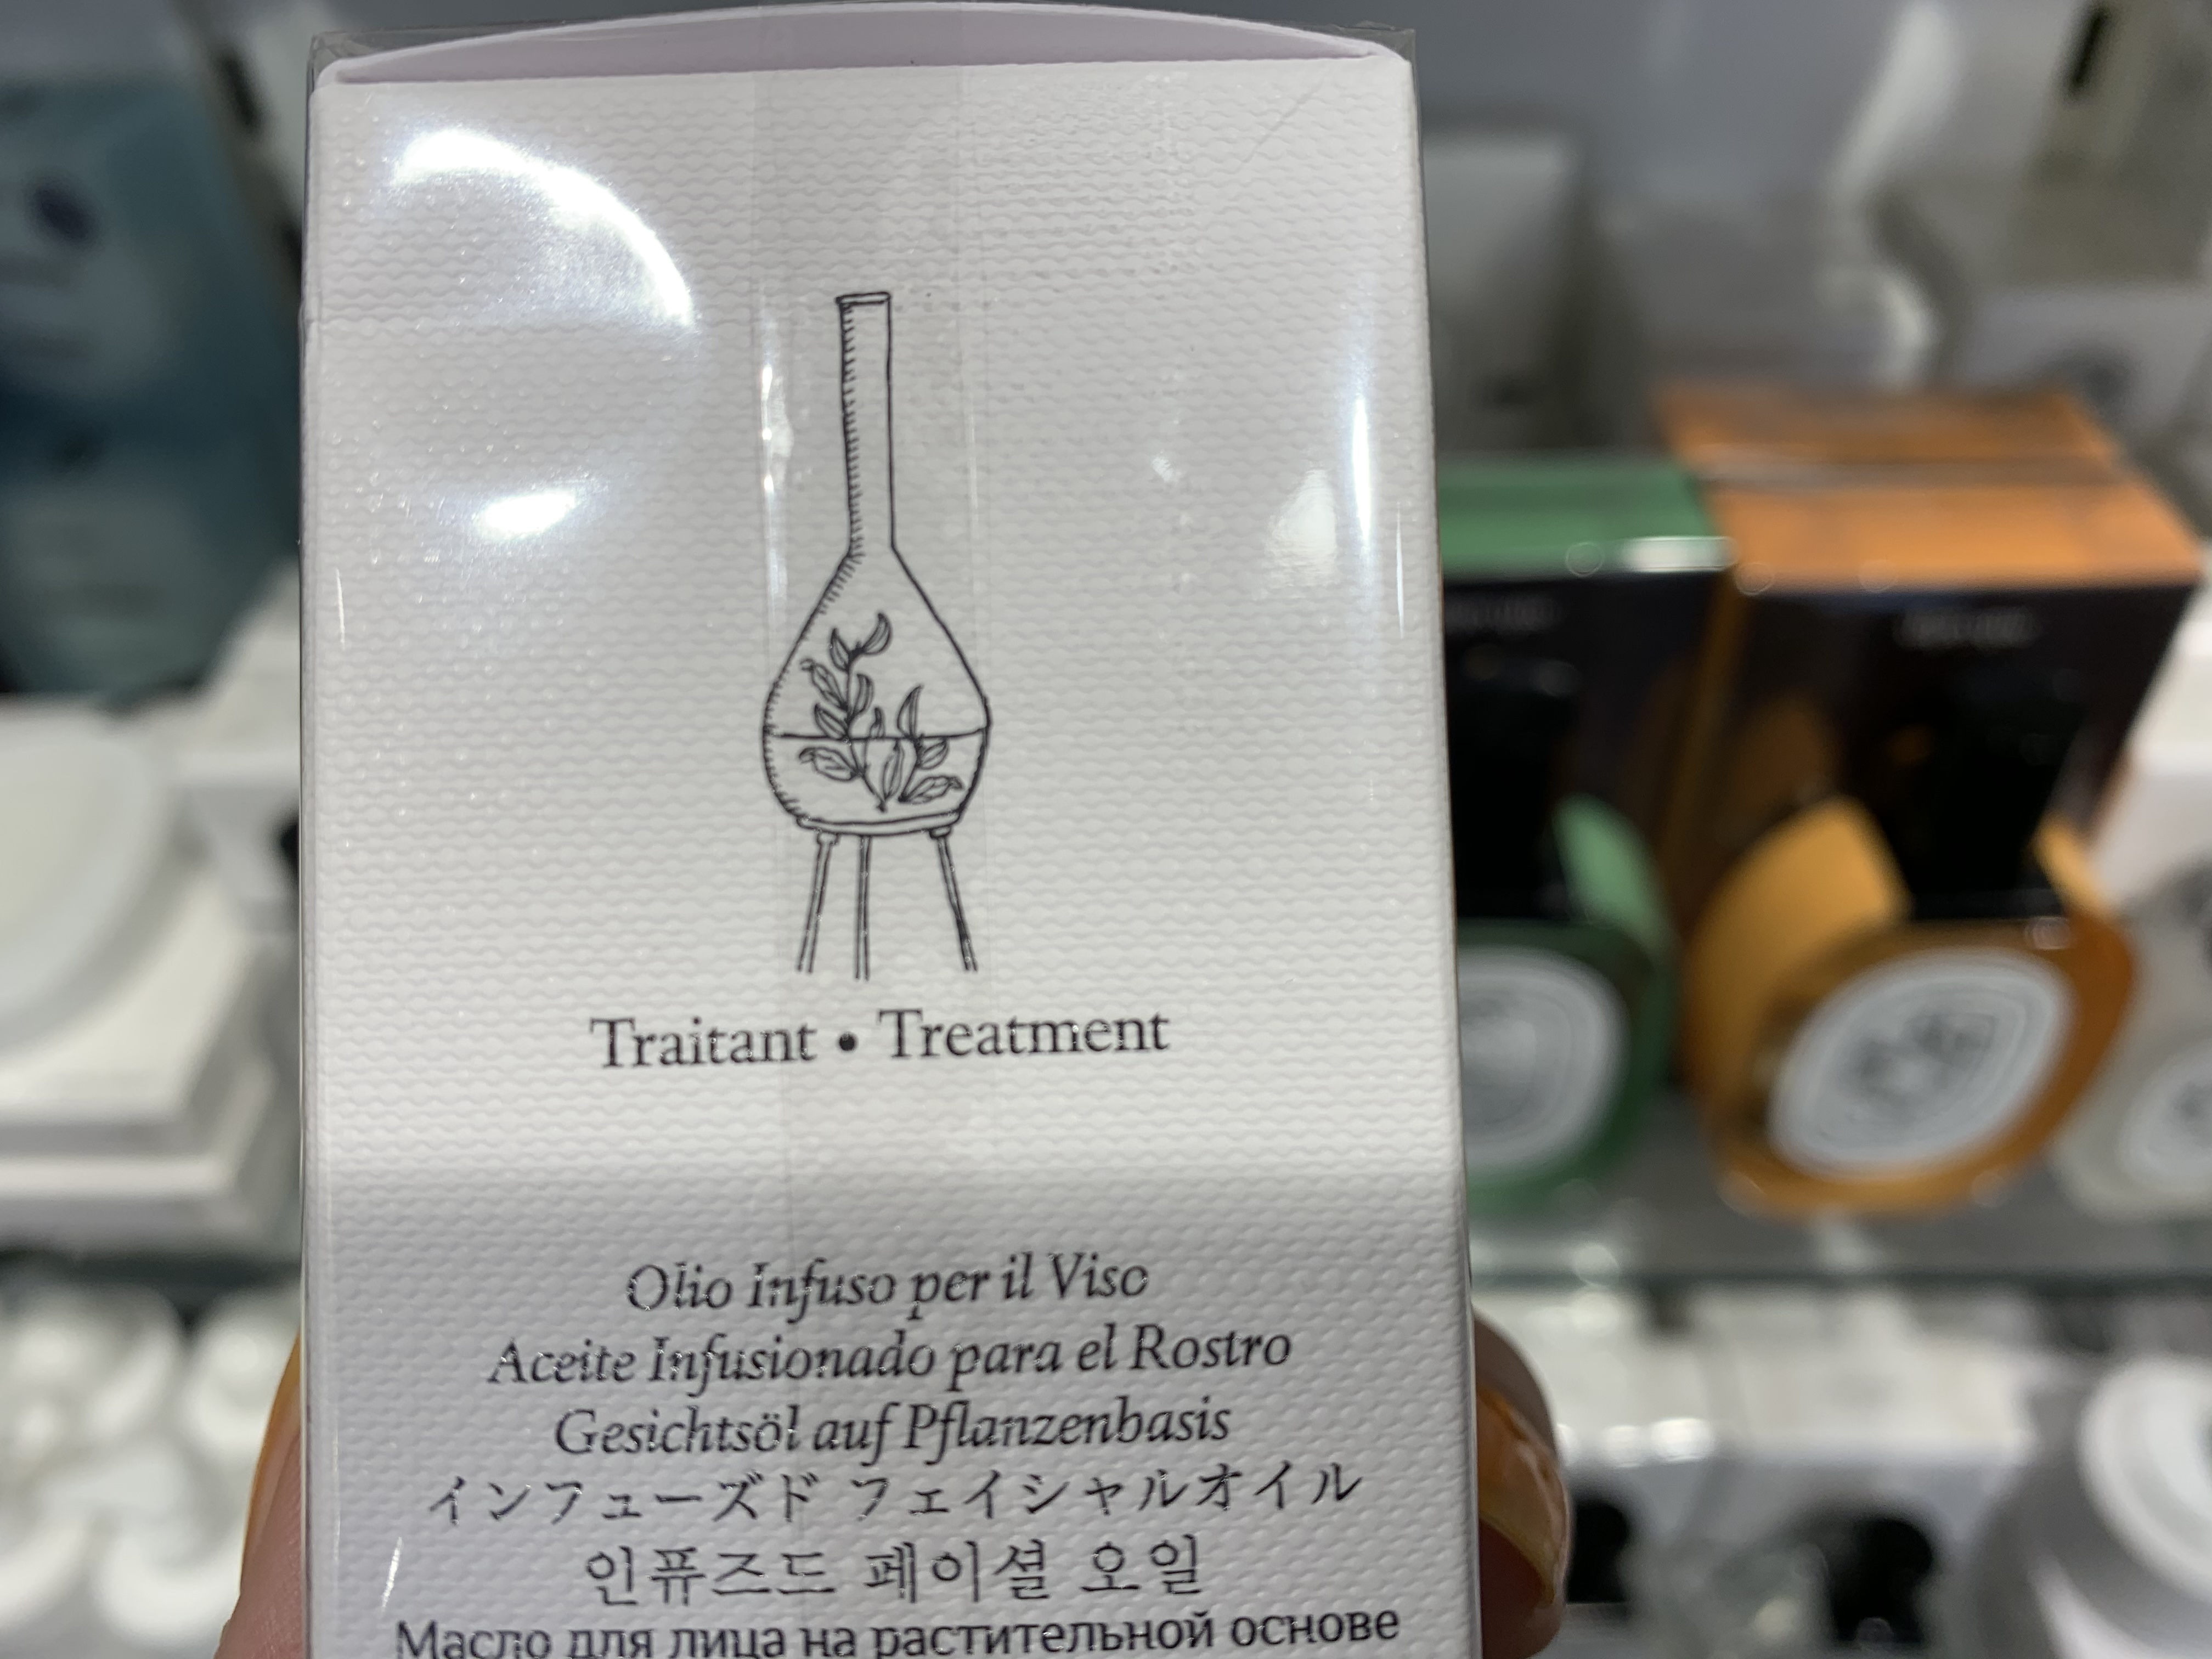 Traitant • Treatment
Olio Infuso per il Viso
Aceite Infusionado para el Rostro
Gesichtsöl auf Pflanzenbasis
インフューズド フェイシャルオイル
인퓨즈드 페이셜 오일
Масло для лица на растительной основе